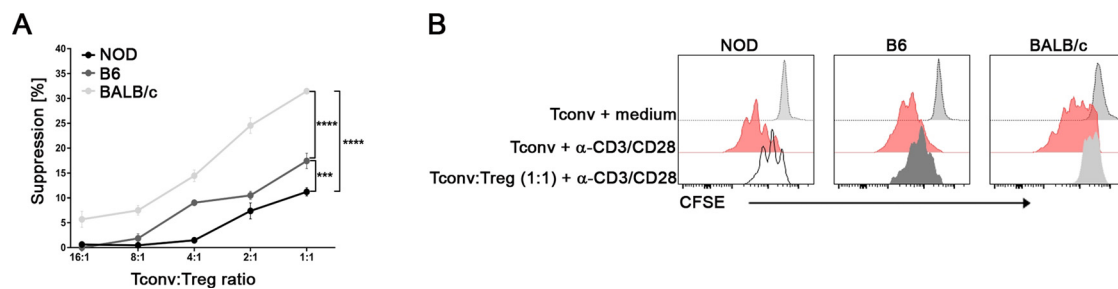 A
Suppression [%]
40
35
30
25
20
15
10
5
0
NOD
B6
BALB/c
****
***
****
16:1 8:1 4:1 2:1 1:1
Tconv:Treg ratio
B
NOD B6 BALB/c
Tconv + medium
Tconv + α-CD3/CD28
Tconv:Treg (1:1) + α-CD3/CD28
CFSE